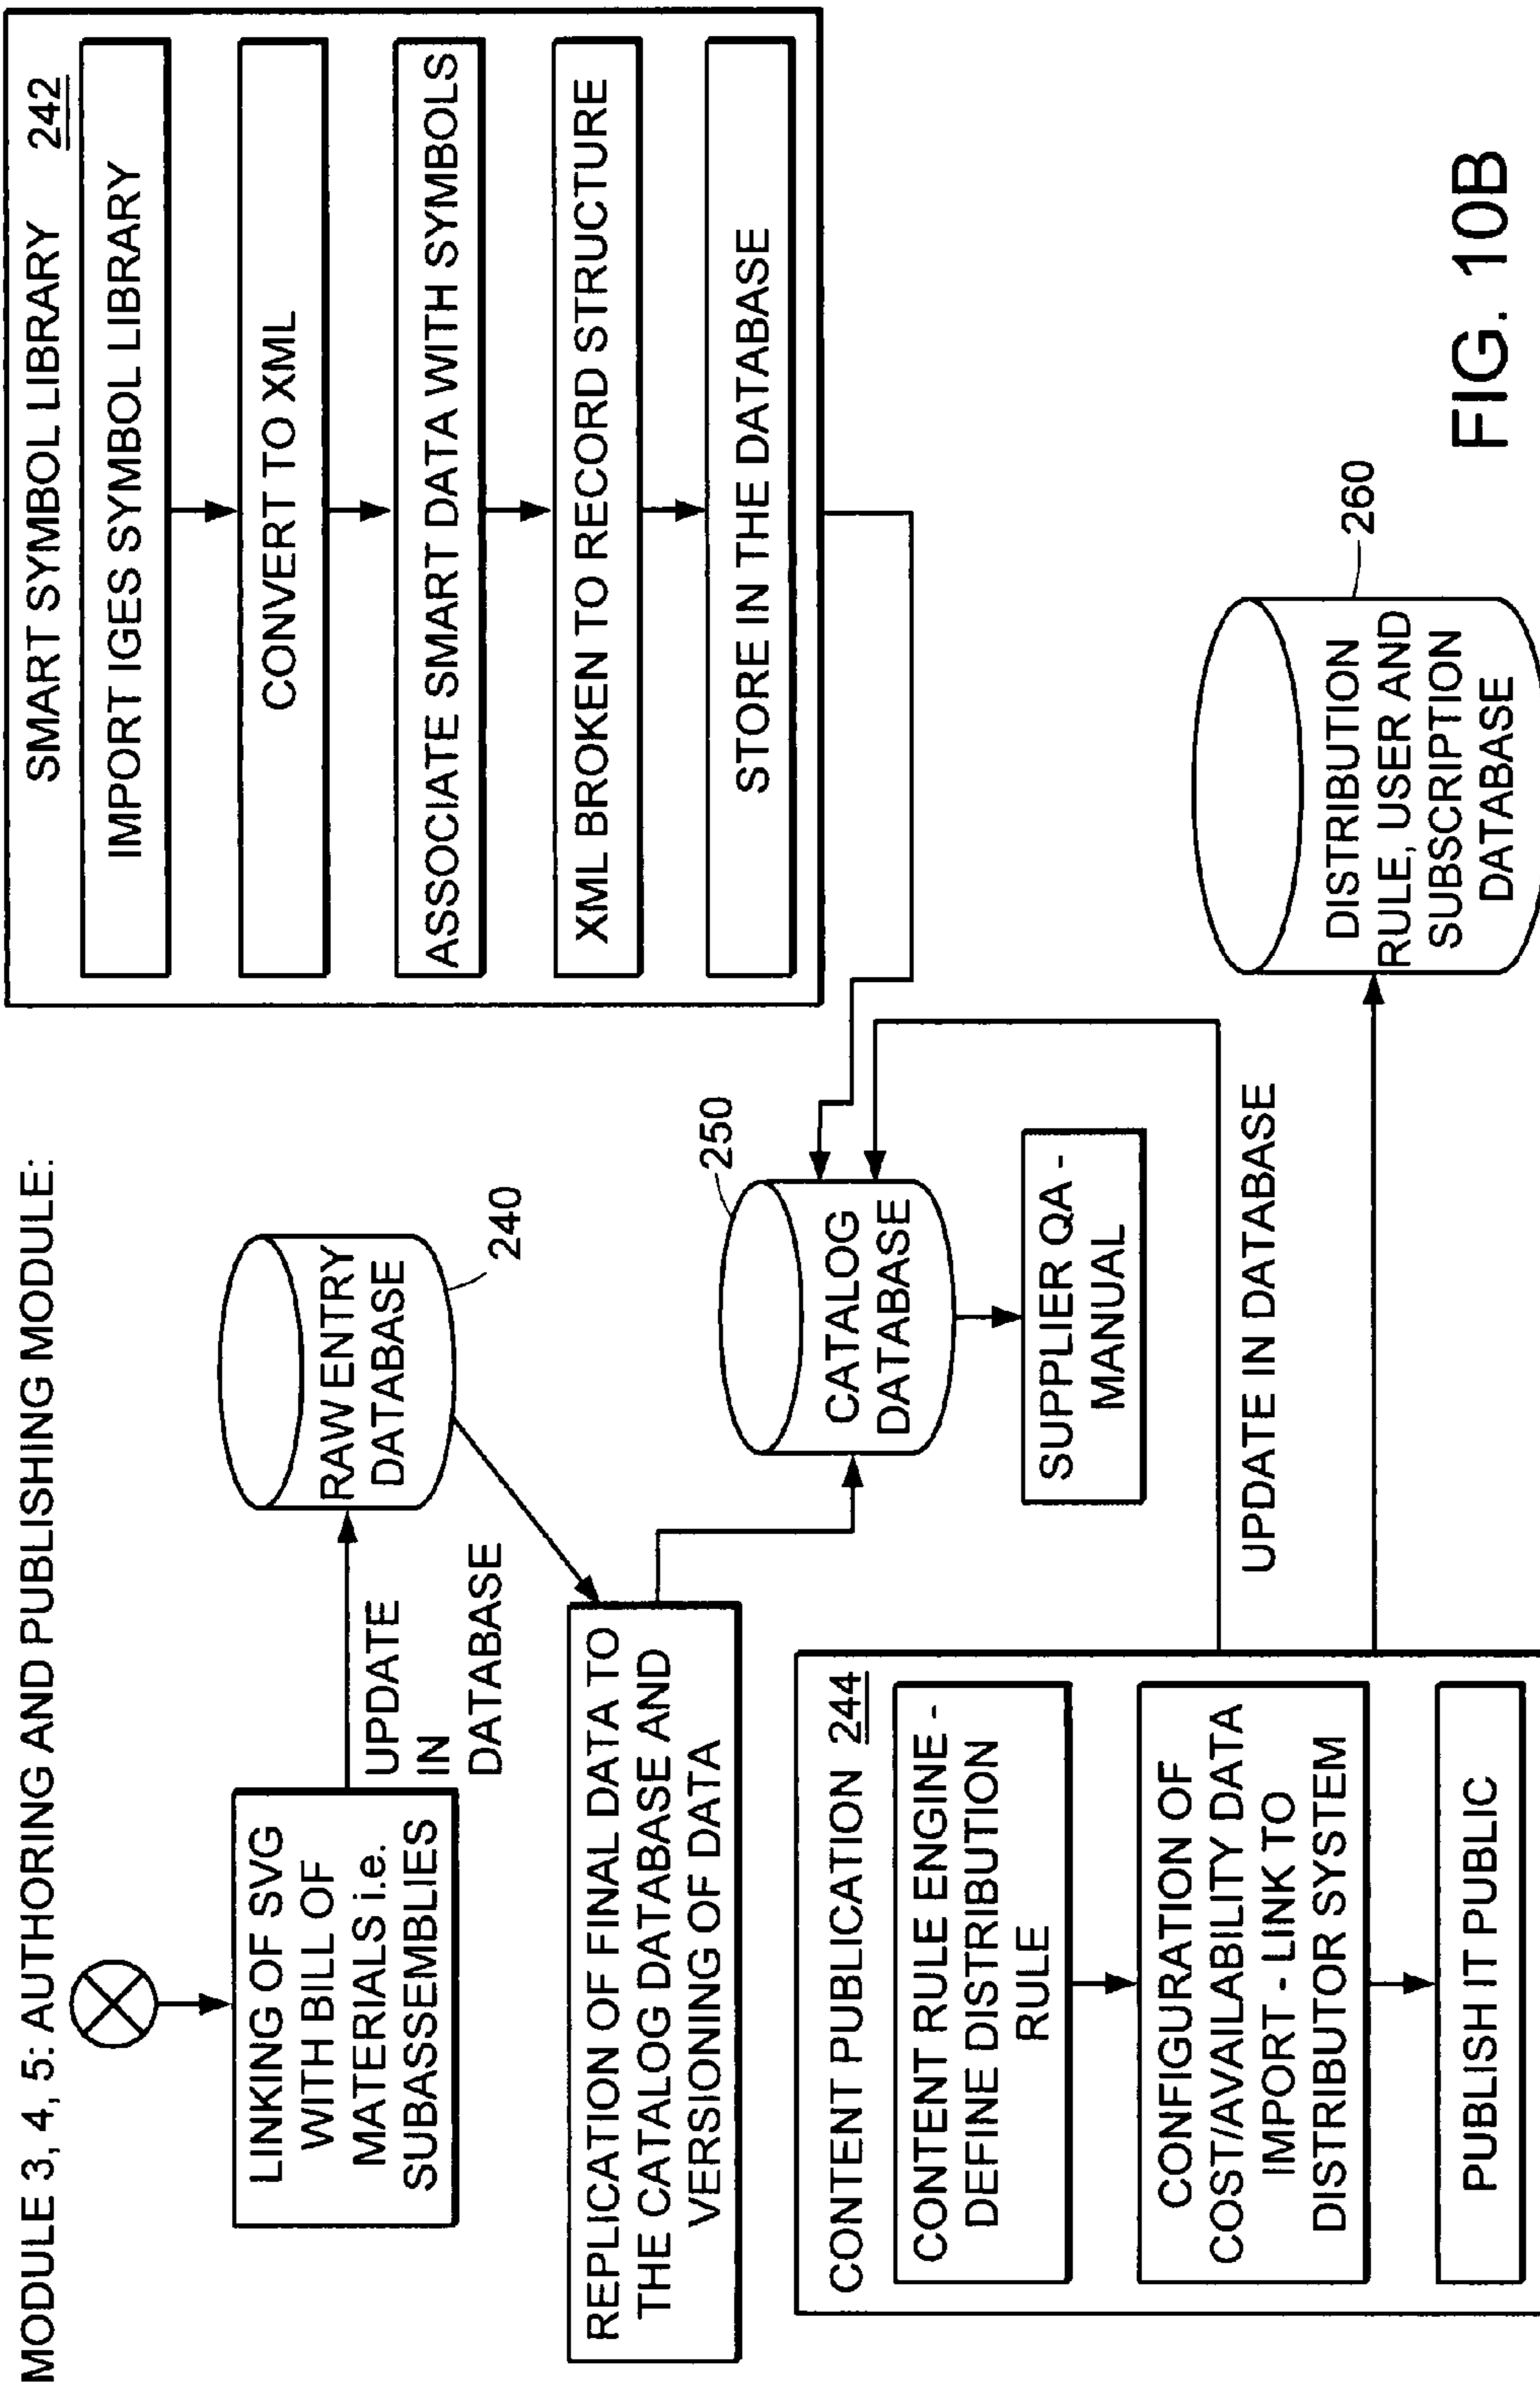 MODULE 3, 4, 5: AUTHORING AND PUBLISHING MODULE:
LINKING OF SVG
WITH BILL OF
MATERIALS i.e.
SUBASSEMBLIES
UPDATE
IN
DATABASE
RAW ENTRY
DATABASE
240
REPLICATION OF FINAL DATA TO
THE CATALOG DATABASE AND
VERSIONING OF DATA
SMART SYMBOL LIBRARY 242
IMPORT IGES SYMBOL LIBRARY
CONVERT TO XML
ASSOCIATE SMART DATA WITH SYMBOLS
XML BROKEN TO RECORD STRUCTURE
STORE IN THE DATABASE
250
CATALOG
DATABASE
SUPPLIER QA -
MANUAL
CONTENT PUBLICATION 244
CONTENT RULE ENGINE -
DEFINE DISTRIBUTION
RULE
CONFIGURATION OF
COST/AVAILABILITY DATA
IMPORT - LINK TO
DISTRIBUTOR SYSTEM
PUBLISH IT PUBLIC
UPDATE IN DATABASE
260
DISTRIBUTION
RULE, USER AND
SUBSCRIPTION
DATABASE
FIG. 10B